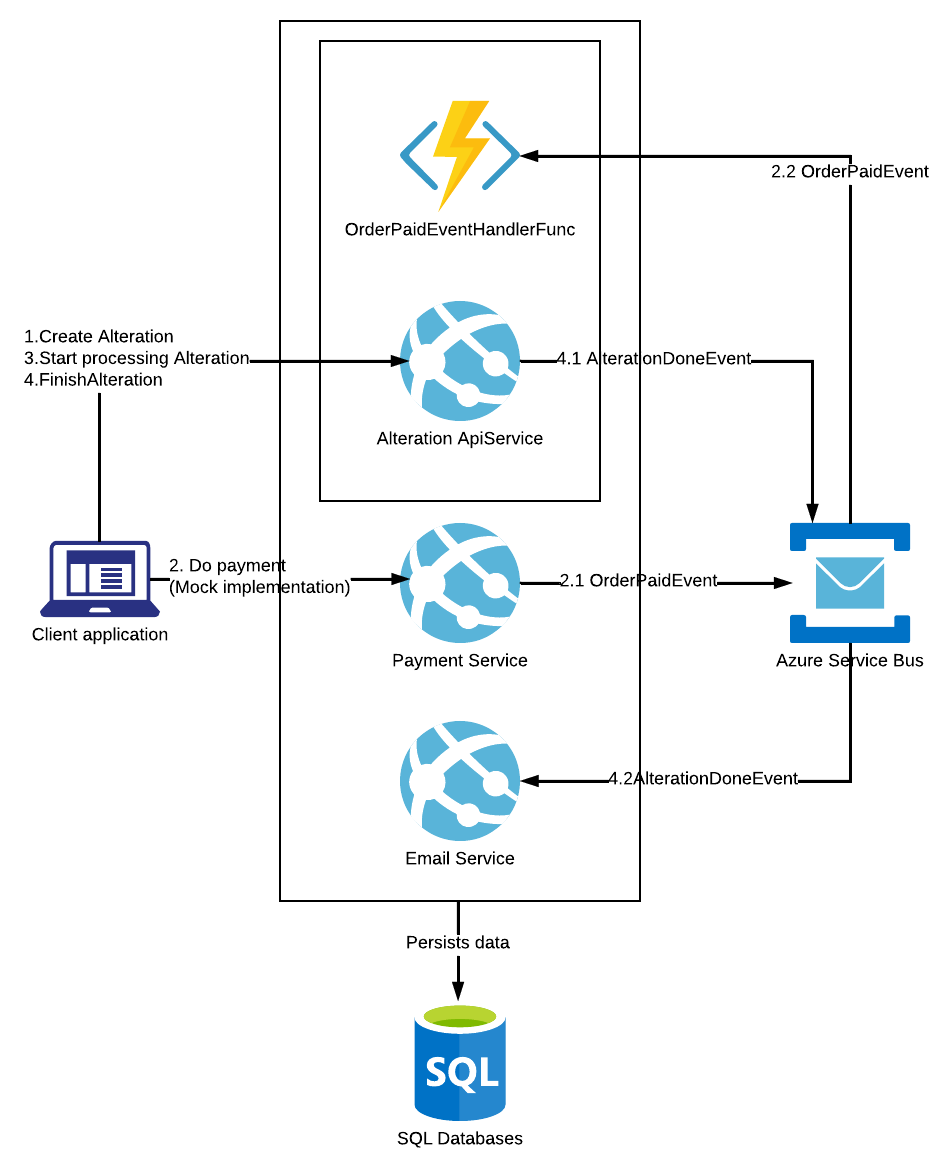 2.2 OrderPaidEvent
OrderPaidEventHandlerFunc
1.Create Alteration
3.Start processing Alteration
4.FinishAlteration
4.1 AlterationDoneEvent
Alteration ApiService
2. Do payment
(Mock implementation)
2.1 OrderPaidEvent
Client application
Payment Service
Azure Service Bus
4.2AlterationDoneEvent
Email Service
Persists data
SQL
SQL Databases